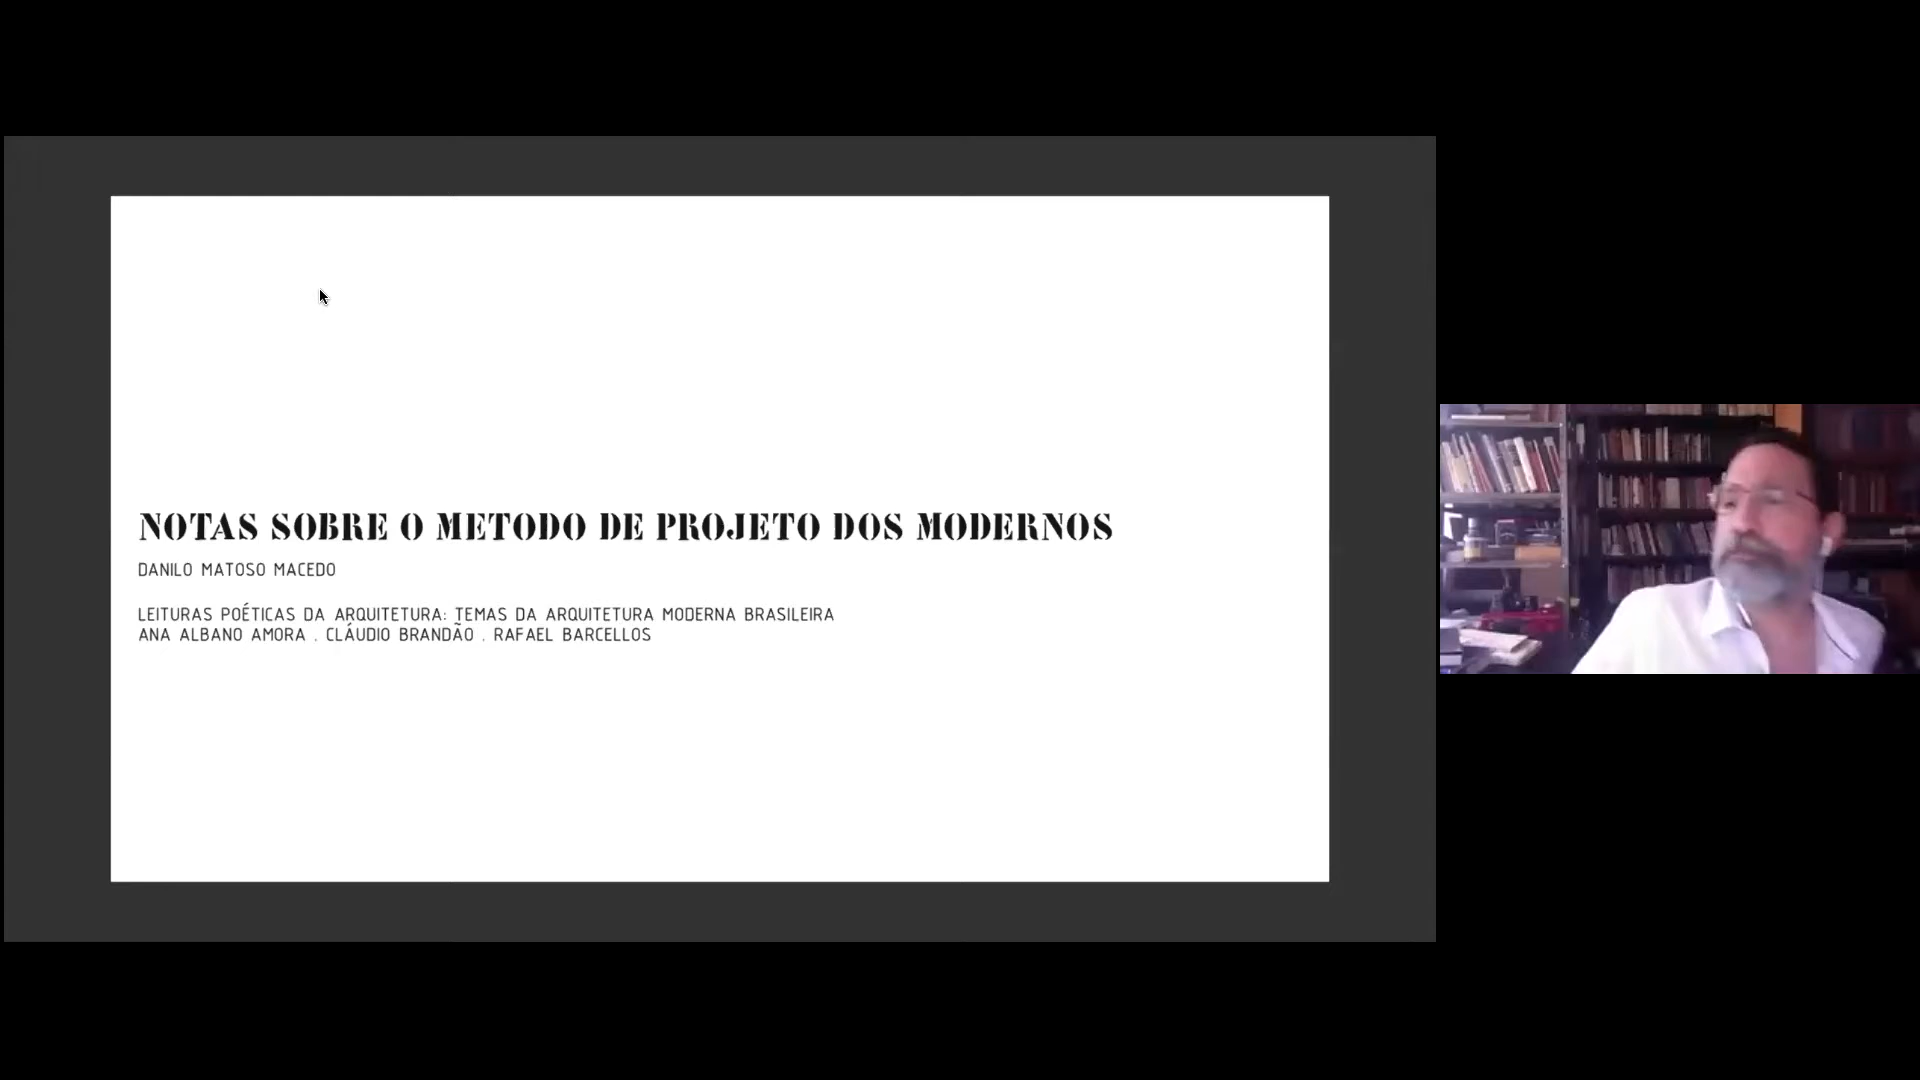 NOTAS SOBRE O METODO DE PROJETO DOS MODERNOS
DANILO MATOSO MACEDO
LEITURAS POÉTICAS DA ARQUITETURA: TEMAS DA ARQUITETURA MODERNA BRASILEIRA
ANA ALBANO AMORA . CLÁUDIO BRANDÃO . RAFAEL BARCELLOS